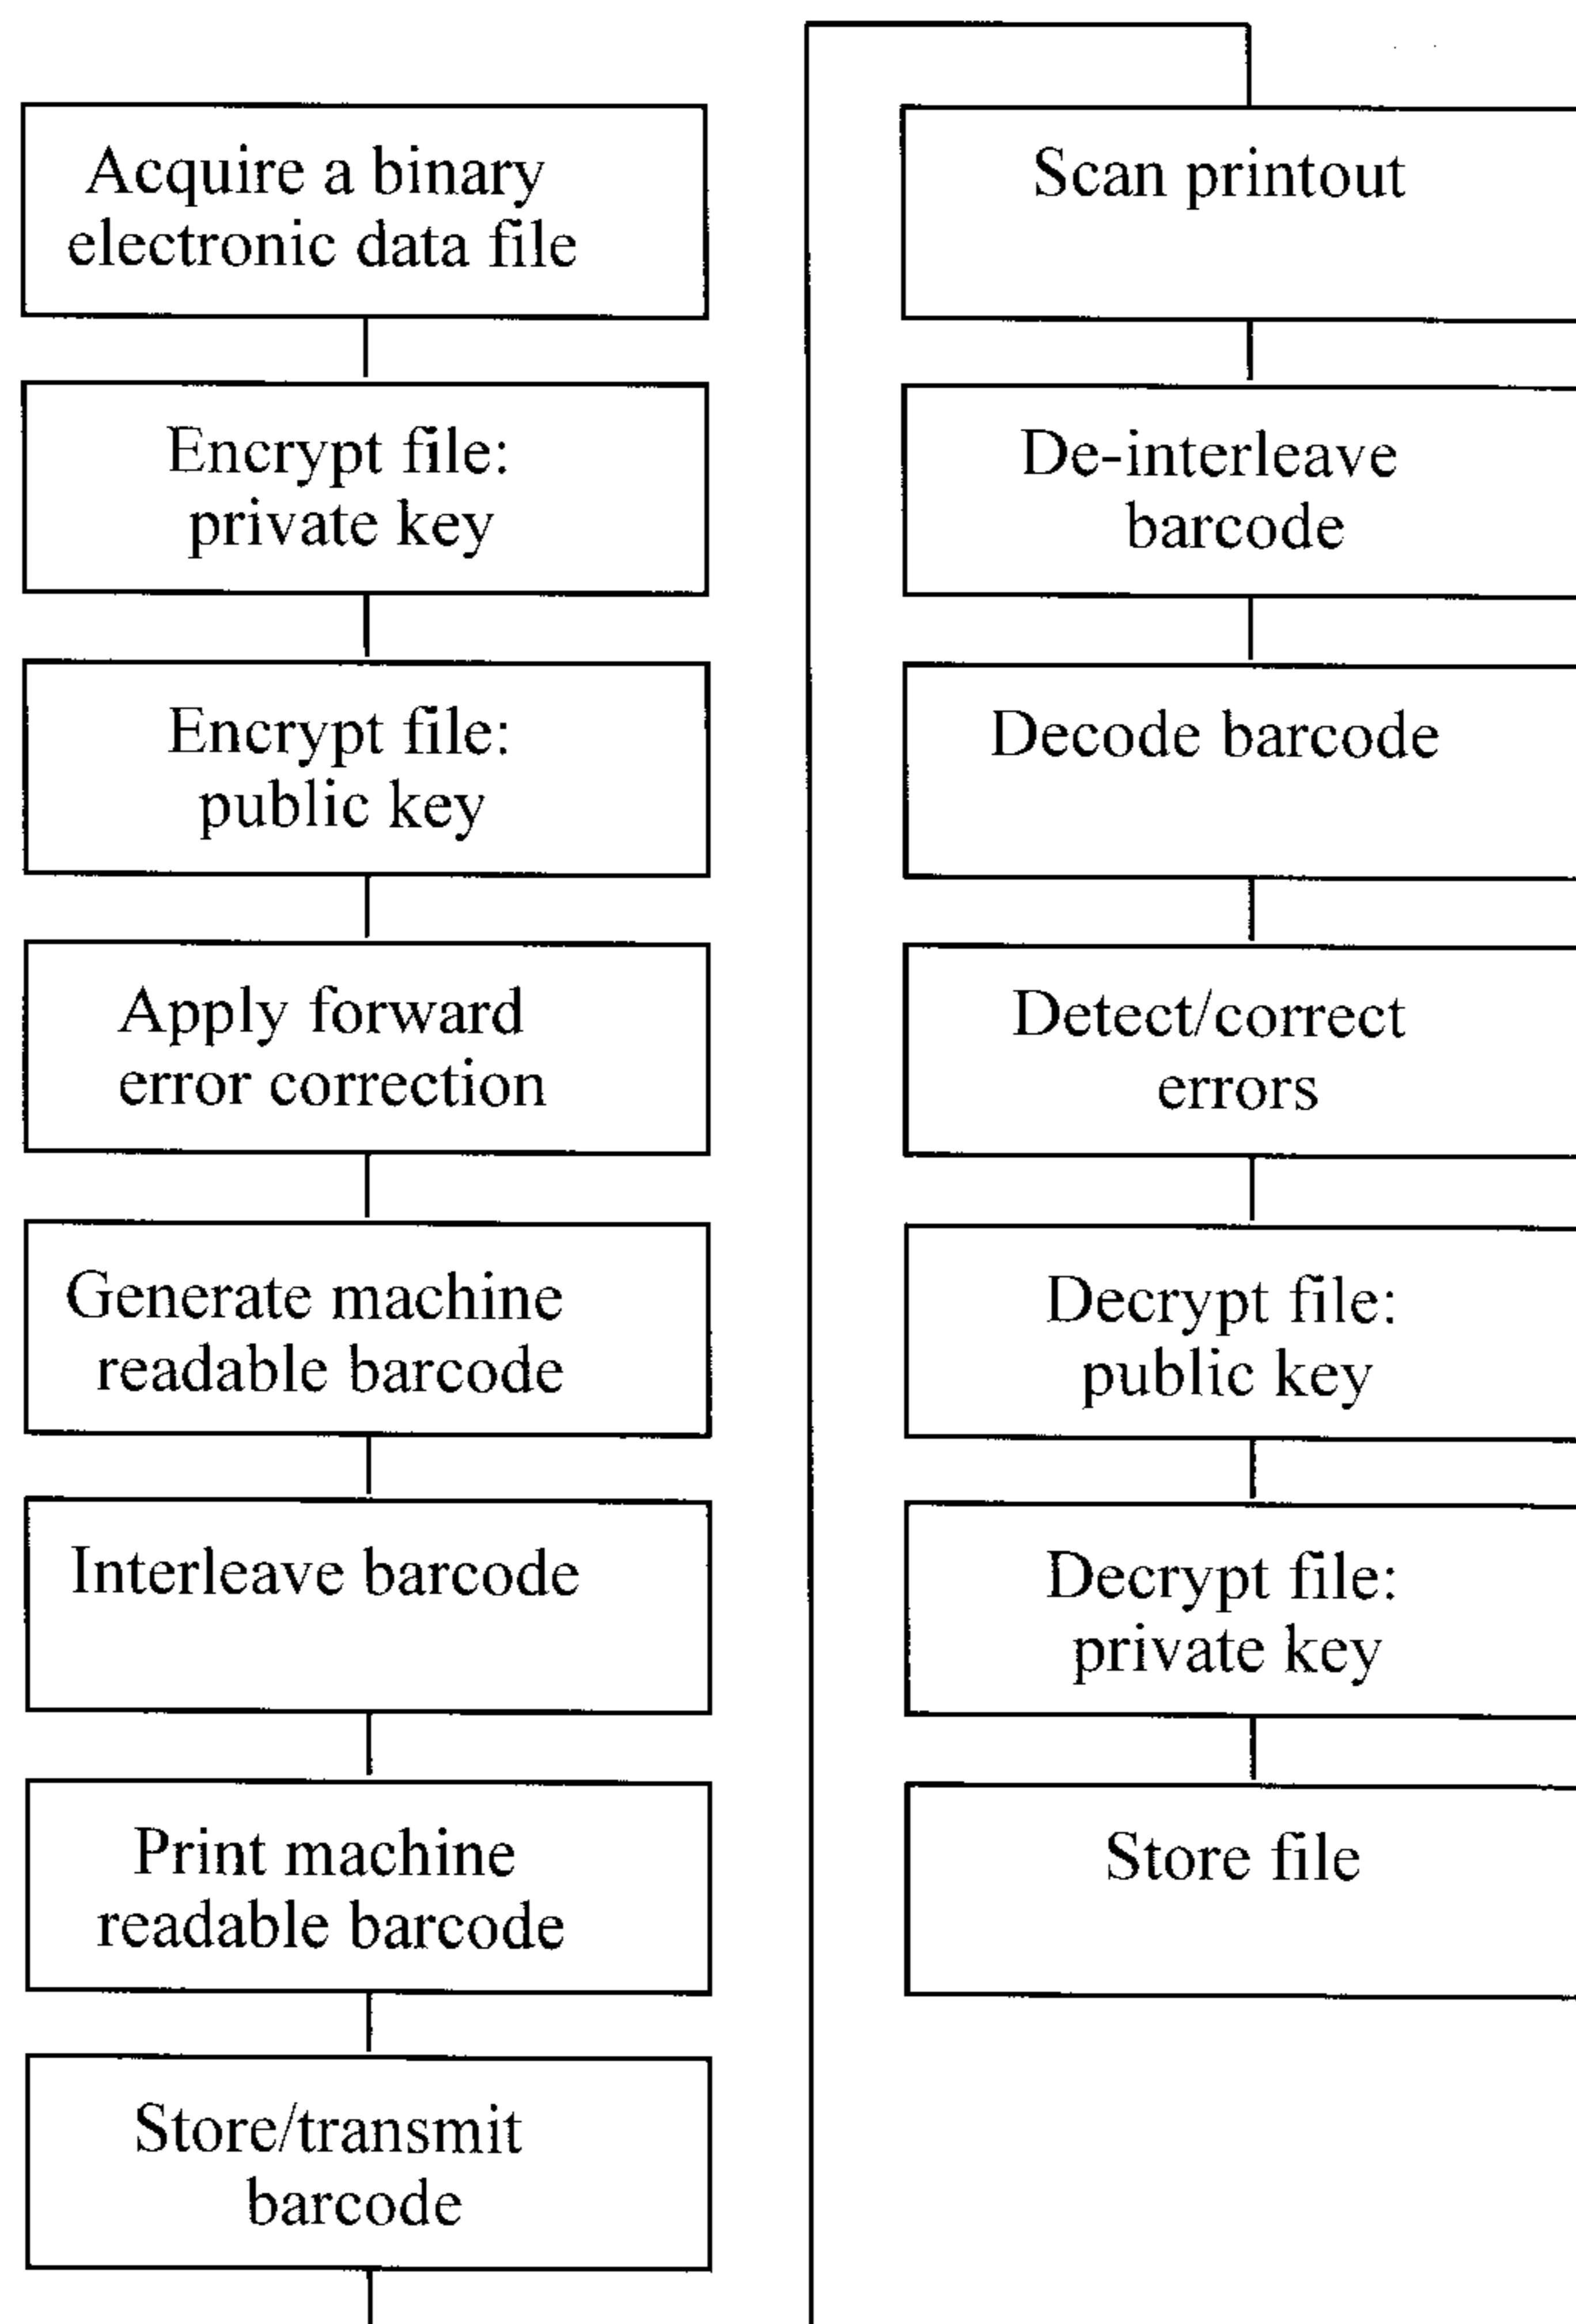 Acquire a binary
electronic data file
Encrypt file:
private key
Encrypt file:
public key
Apply forward
error correction
Generate machine
readable barcode
Interleave barcode
Print machine
readable barcode
Store/transmit
barcode
Scan printout
De-interleave
barcode
Decode barcode
Detect/correct
errors
Decrypt file:
public key
Decrypt file:
private key
Store file